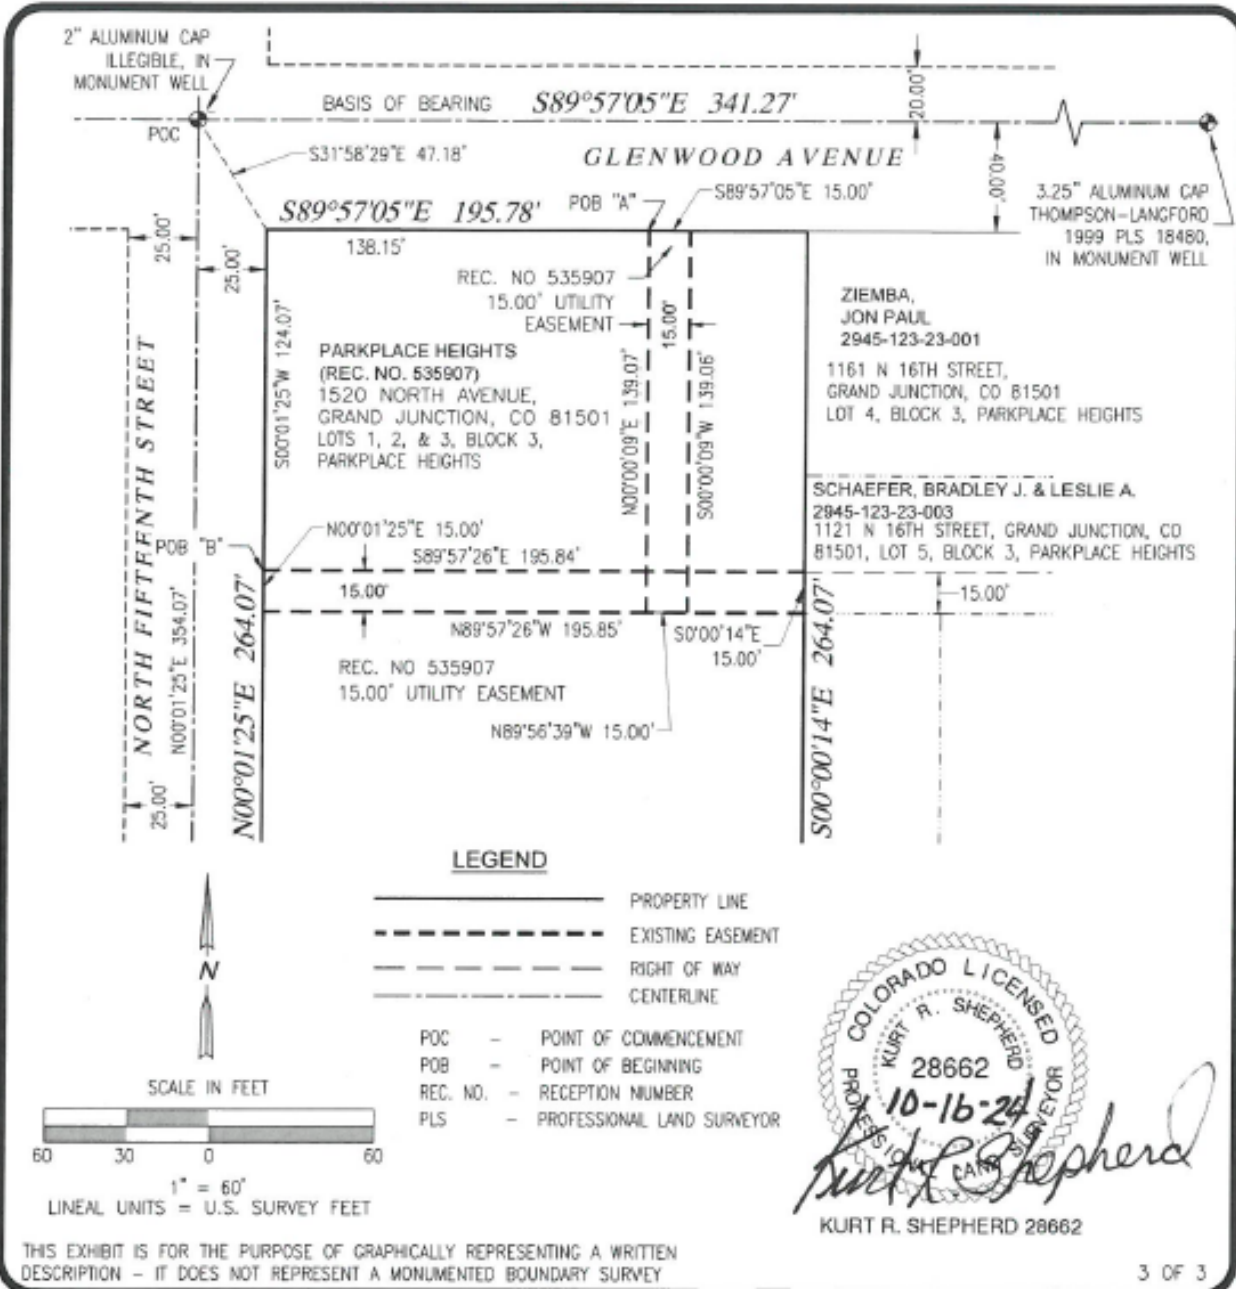 2" ALUMINUM CAP
ILLEGIBLE, IN
MONUMENT WELL
POC
BASIS OF BEARING S89°57'05"E 341.27'
20.00'
S31°58'29"E 47.18'
GLENWOOD AVENUE
40.00'
3.25" ALUMINUM CAP
THOMPSON-LANGFORD
1999 PLS 18480,
IN MONUMENT WELL
S89°57'05"E 195.78'
POB "A"
S89°57'05"E 15.00'
25.00'
25.00'
138.15'
REC. NO 535907
15.00' UTILITY
EASEMENT
15.00'
S00°01'25"W 124.07'
PARKPLACE HEIGHTS
(REC. NO. 535907)
1520 NORTH AVENUE,
GRAND JUNCTION, CO 81501
LOTS 1, 2, & 3, BLOCK 3,
PARKPLACE HEIGHTS
N00°00'09"E 139.07'
S00°00'09"W 139.06'
ZIEMBA,
JON PAUL
2945-123-23-001
1161 N 16TH STREET,
GRAND JUNCTION, CO 81501
LOT 4, BLOCK 3, PARKPLACE HEIGHTS
SCHAEFER, BRADLEY J. & LESLIE A.
2945-123-23-003
1121 N 16TH STREET, GRAND JUNCTION, CO
81501, LOT 5, BLOCK 3, PARKPLACE HEIGHTS
NORTH FIFTEENTH STREET
N00°01'25"E 354.07'
POB "B"
N00°01'25"E 15.00'
S89°57'26"E 195.84'
15.00'
15.00'
N89°57'26"W 195.85'
S0°00'14"E
15.00'
REC. NO 535907
15.00' UTILITY EASEMENT
N89°56'39"W 15.00'
25.00'
N00°01'25"E 264.07'
S00°00'14"E 264.07'
LEGEND
PROPERTY LINE
EXISTING EASEMENT
RIGHT OF WAY
CENTERLINE
POC - POINT OF COMMENCEMENT
POB - POINT OF BEGINNING
REC. NO. - RECEPTION NUMBER
PLS - PROFESSIONAL LAND SURVEYOR
N
SCALE IN FEET
60 30 0 60
1" = 60'
LINEAL UNITS = U.S. SURVEY FEET
COLORADO LICENSED
KURT R. SHEPHERD
28662
10-16-24
PROFESSIONAL LAND SURVEYOR
Kurt R Shepherd
KURT R. SHEPHERD 28662
THIS EXHIBIT IS FOR THE PURPOSE OF GRAPHICALLY REPRESENTING A WRITTEN
DESCRIPTION - IT DOES NOT REPRESENT A MONUMENTED BOUNDARY SURVEY
3 OF 3